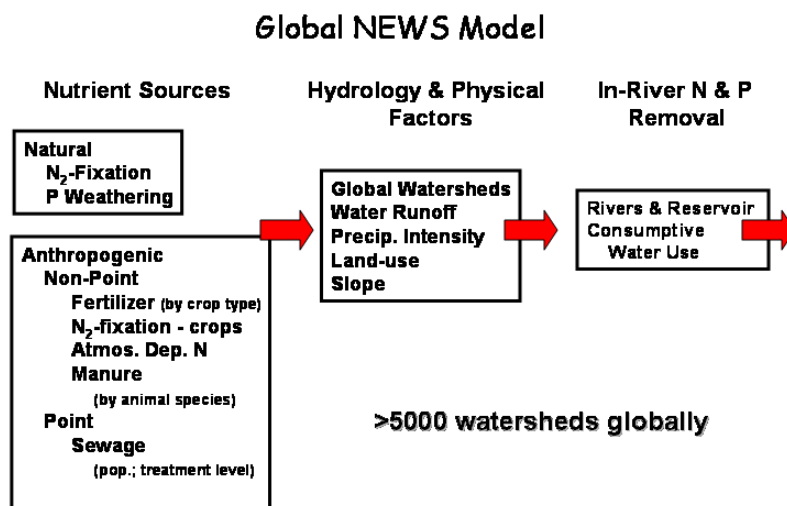 Global NEWS Model
Nutrient Sources
Natural
N₂-Fixation
P Weathering
Anthropogenic
Non-Point
Fertilizer (by crop type)
N₂-fixation - crops
Atmos. Dep. N
Manure
(by animal species)
Point
Sewage
(pop.; treatment level)
Hydrology & Physical
Factors
Global Watersheds
Water Runoff
Precip. Intensity
Land-use
Slope
In-River N & P
Removal
Rivers & Reservoir
Consumptive
Water Use
>5000 watersheds globally